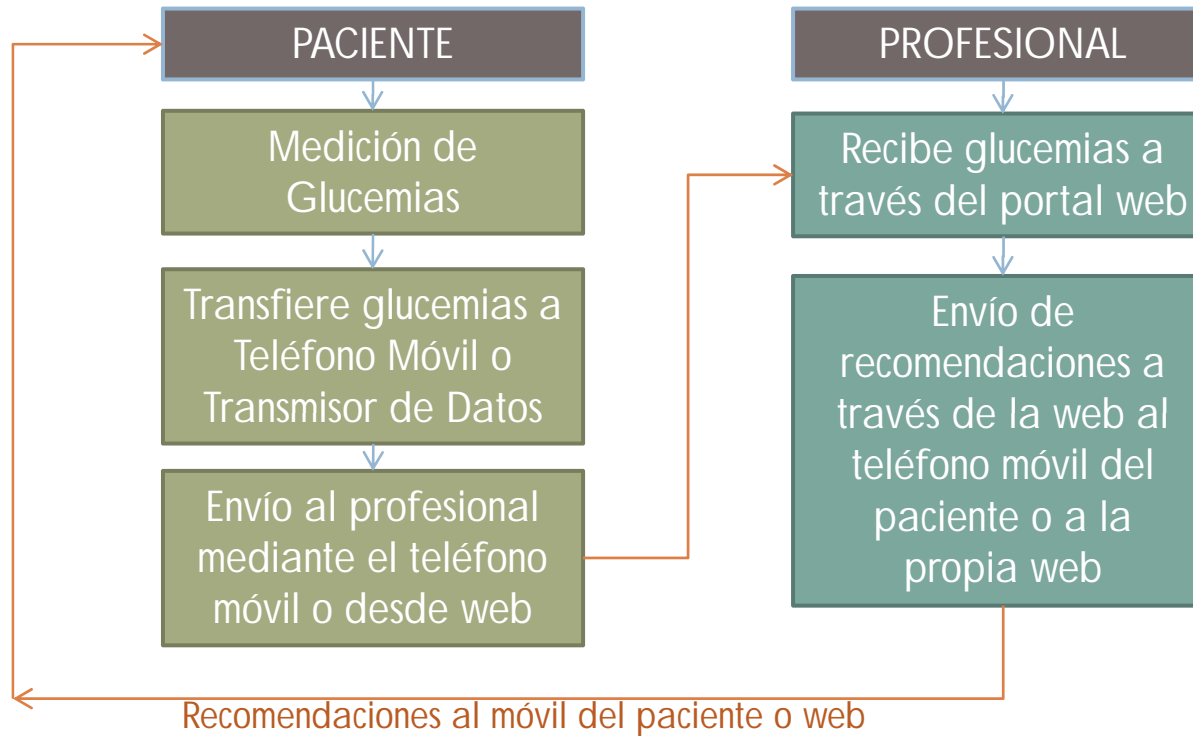 PACIENTE
Medición de
Glucemias
Transfiere glucemias a
Teléfono Móvil o
Transmisor de Datos
Envío al profesional
mediante el teléfono
móvil o desde web
PROFESIONAL
Recibe glucemias a
través del portal web
Envío de
recomendaciones a
través de la web al
teléfono móvil del
paciente o a la
propia web
Recomendaciones al móvil del paciente o web